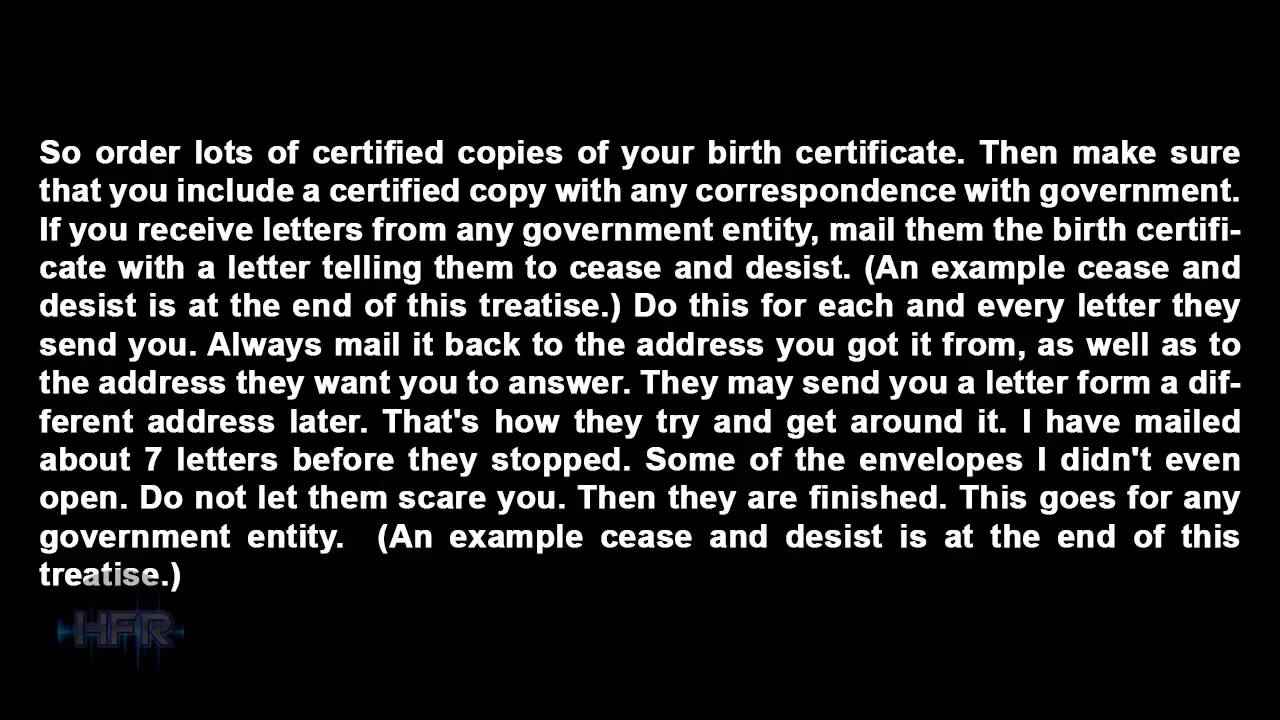 So order lots of certified copies of your birth certificate. Then make sure
that you include a certified copy with any correspondence with government.
If you receive letters from any government entity, mail them the birth certifi-
cate with a letter telling them to cease and desist. (An example cease and
desist is at the end of this treatise.) Do this for each and every letter they
send you. Always mail it back to the address you got it from, as well as to
the address they want you to answer. They may send you a letter form a dif-
ferent address later. That's how they try and get around it. I have mailed
about 7 letters before they stopped. Some of the envelopes I didn't even
open. Do not let them scare you. Then they are finished. This goes for any
government entity.  (An example cease and desist is at the end of this
treatise.)
HFR